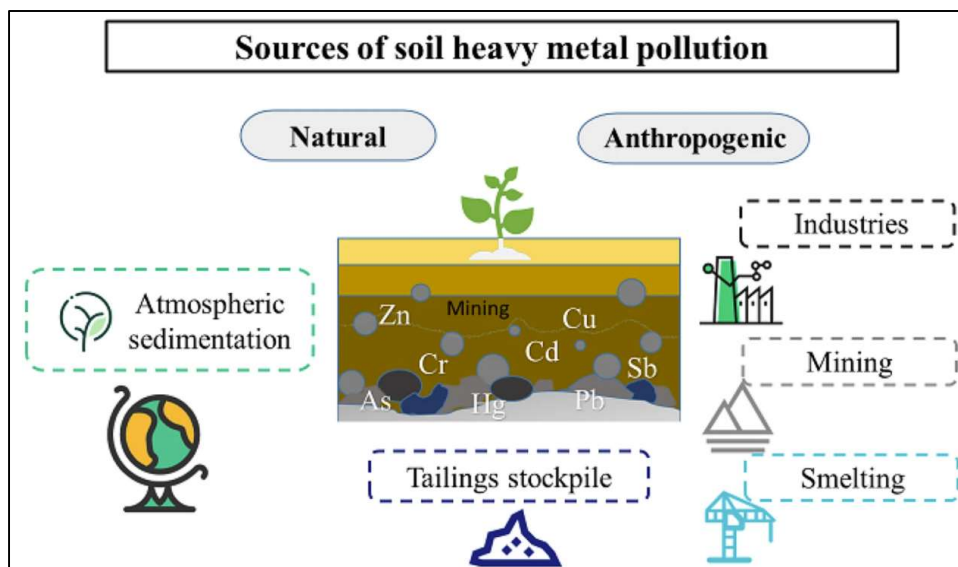 Sources of soil heavy metal pollution
Natural
Anthropogenic
Industries
Atmospheric
sedimentation
Mining
Zn
Cu
Cd
Cr
Sb
As
Hg
Pb
Mining
Tailings stockpile
Smelting